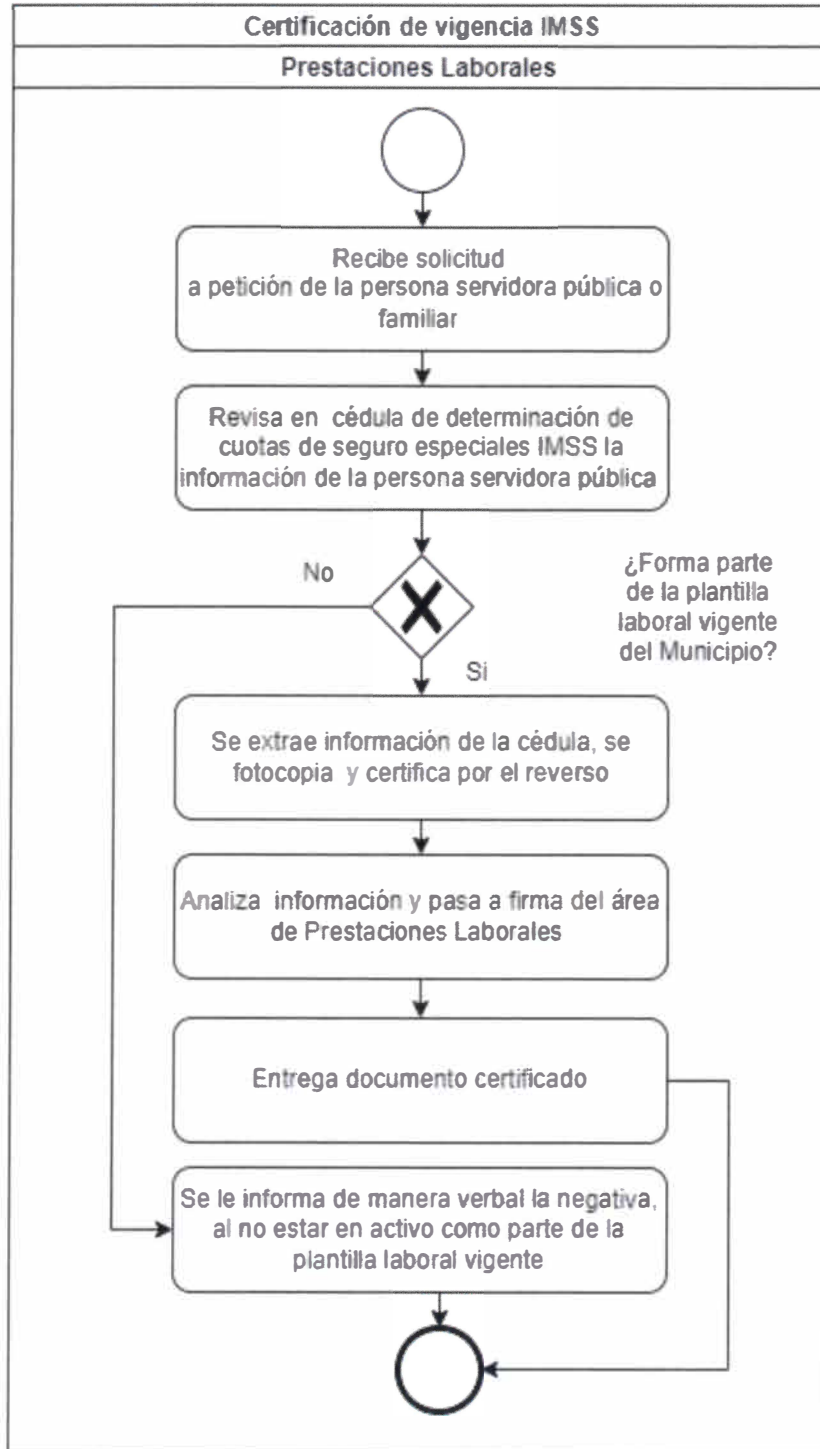 Certificación de vigencia IMSS
Prestaciones Laborales
Recibe solicitud
a petición de la persona servidora pública o
familiar
Revisa en cédula de determinación de
cuotas de seguro especiales IMSS la
información de la persona servidora pública
No
¿Forma parte
de la plantilla
laboral vigente
del Municipio?
Si
Se extrae información de la cédula, se
fotocopia y certifica por el reverso
Analiza información y pasa a firma del área
de Prestaciones Laborales
Entrega documento certificado
Se le informa de manera verbal la negativa,
al no estar en activo como parte de la
plantilla laboral vigente